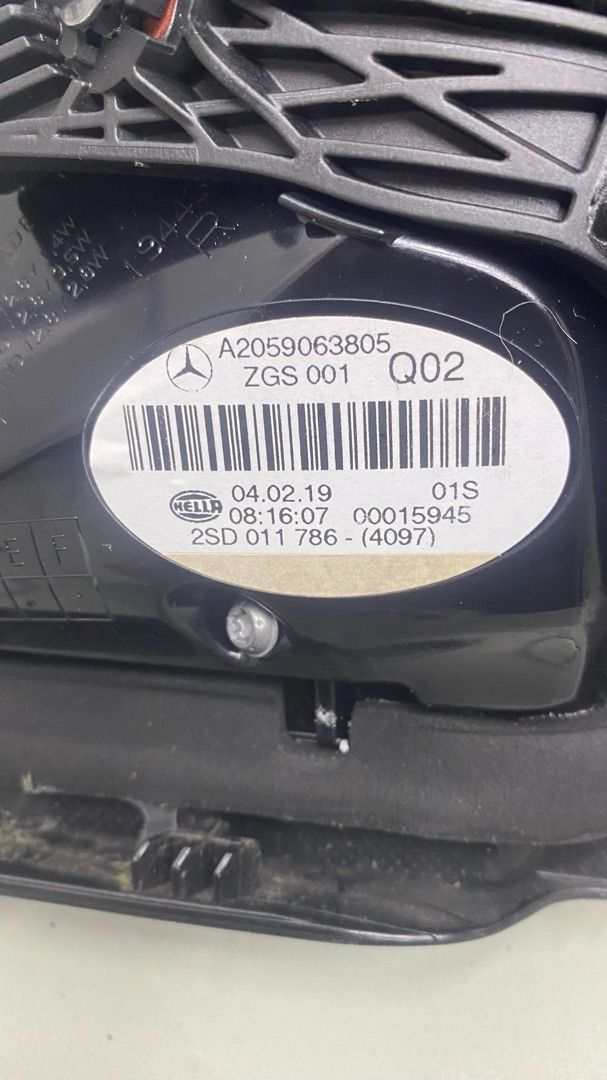 A2059063805
ZGS 001 Q02
HELLA
04.02.19 01S
08:16:07 00015945
2SD 011 786 - (4097)
R